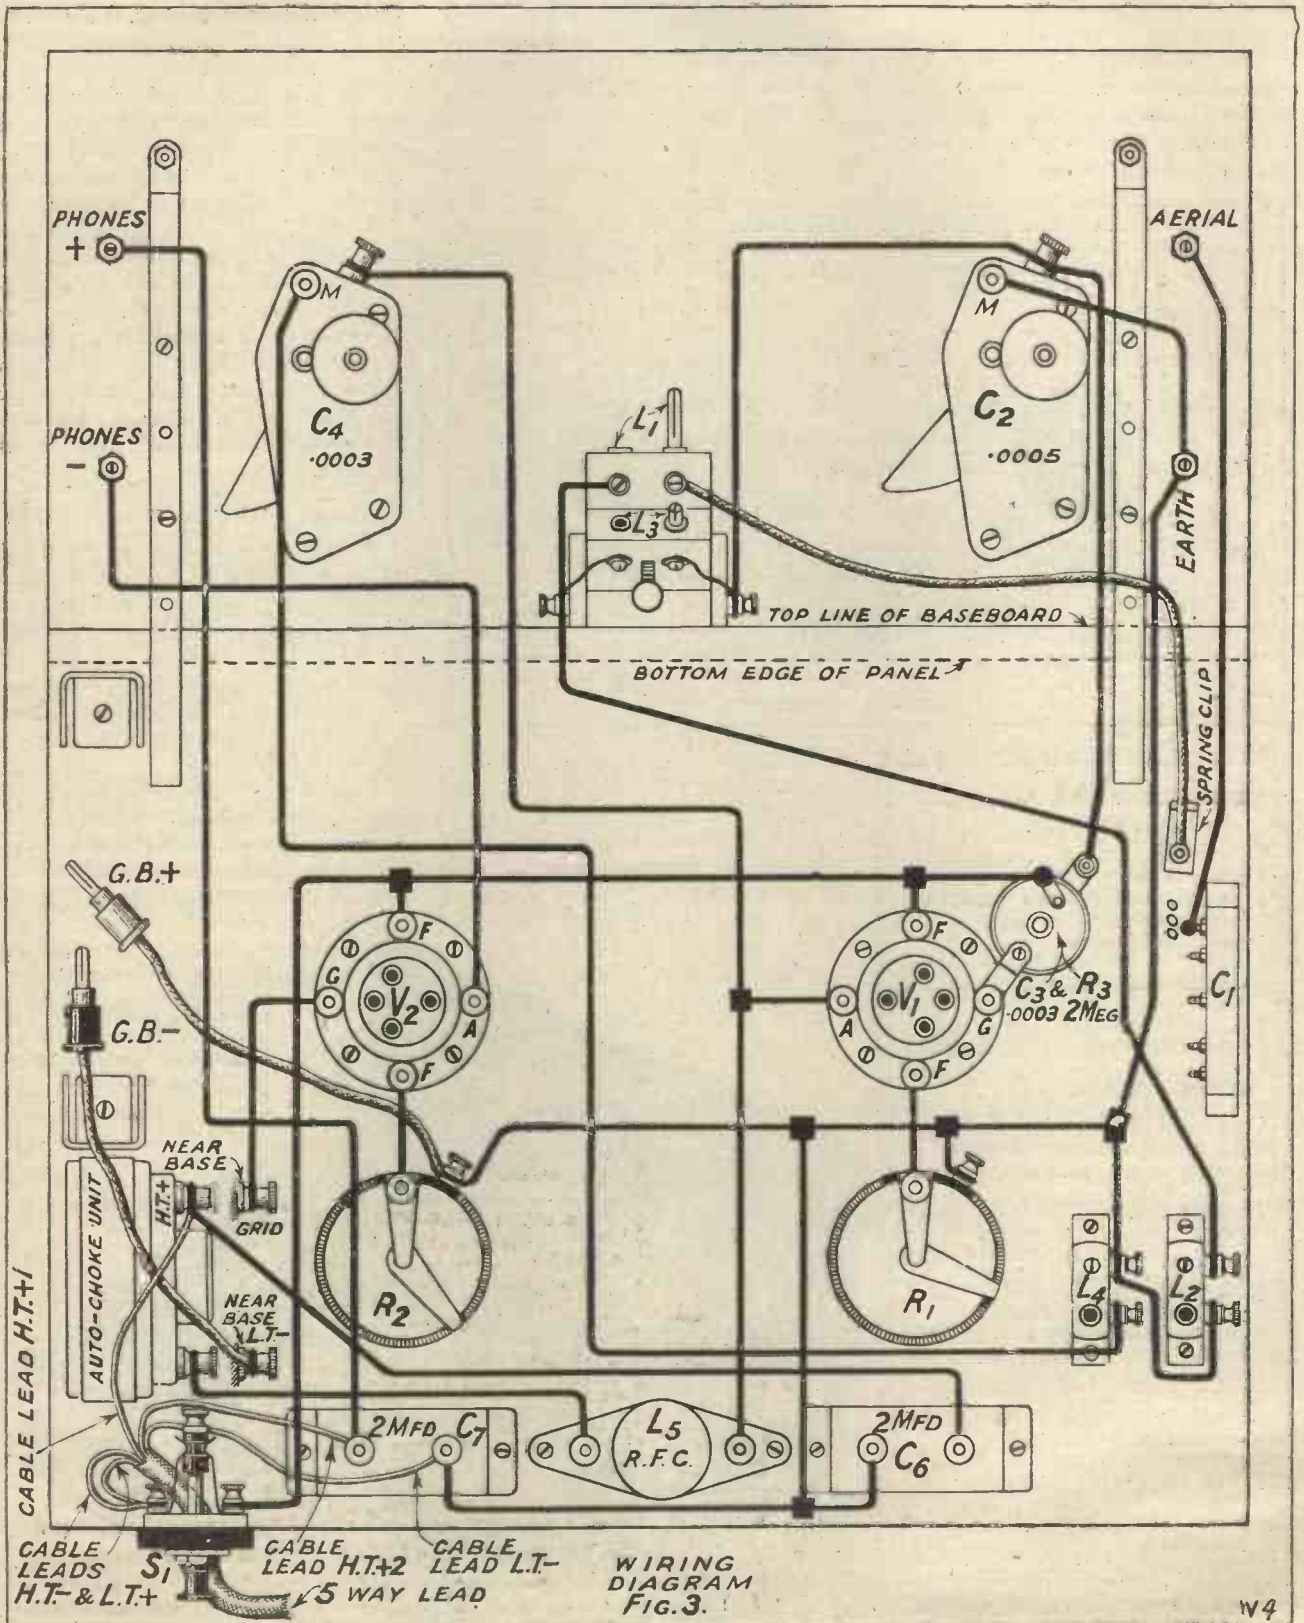 PHONES
+
AERIAL
M
M
C4
.0003
L1
C2
.0005
PHONES
-
L3
EARTH
TOP LINE OF BASEBOARD
BOTTOM EDGE OF PANEL
SPRING CLIP
G.B.+
G.B.-
F
G
V2
A
F
000
F
A
V1
G
F
C3 & R3
.0003 2MEG
C1
NEAR
BASE
GRID
H.T.+
AUTO-CHOKE UNIT
NEAR
BASE
L.T-
R2
R1
L4
L2
CABLE LEAD H.T.+1
2MFD
C7
L5
R.F.C.
2MFD
C6
CABLE
LEADS
H.T.- & L.T.+
S1
CABLE
LEAD H.T.+2
CABLE
LEAD L.T-
5 WAY LEAD
WIRING
DIAGRAM
FIG.3.
W4